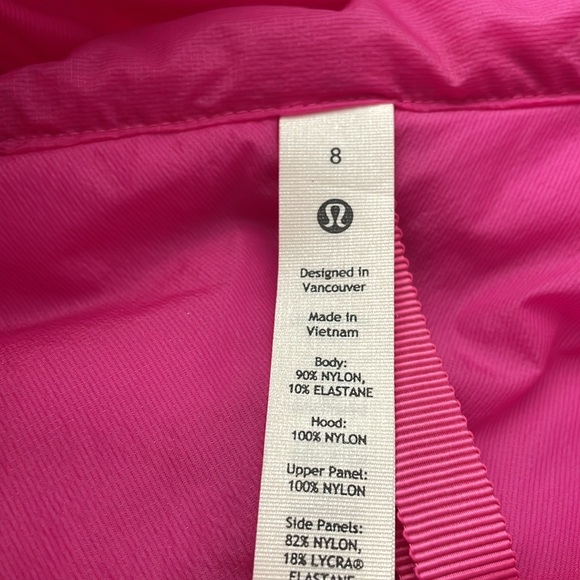 8
Designed in
Vancouver
Made in
Vietnam
Body:
90% NYLON,
10% ELASTANE
Hood:
100% NYLON
Upper Panel:
100% NYLON
Side Panels:
82% NYLON,
18% LYCRA®
ELASTANE